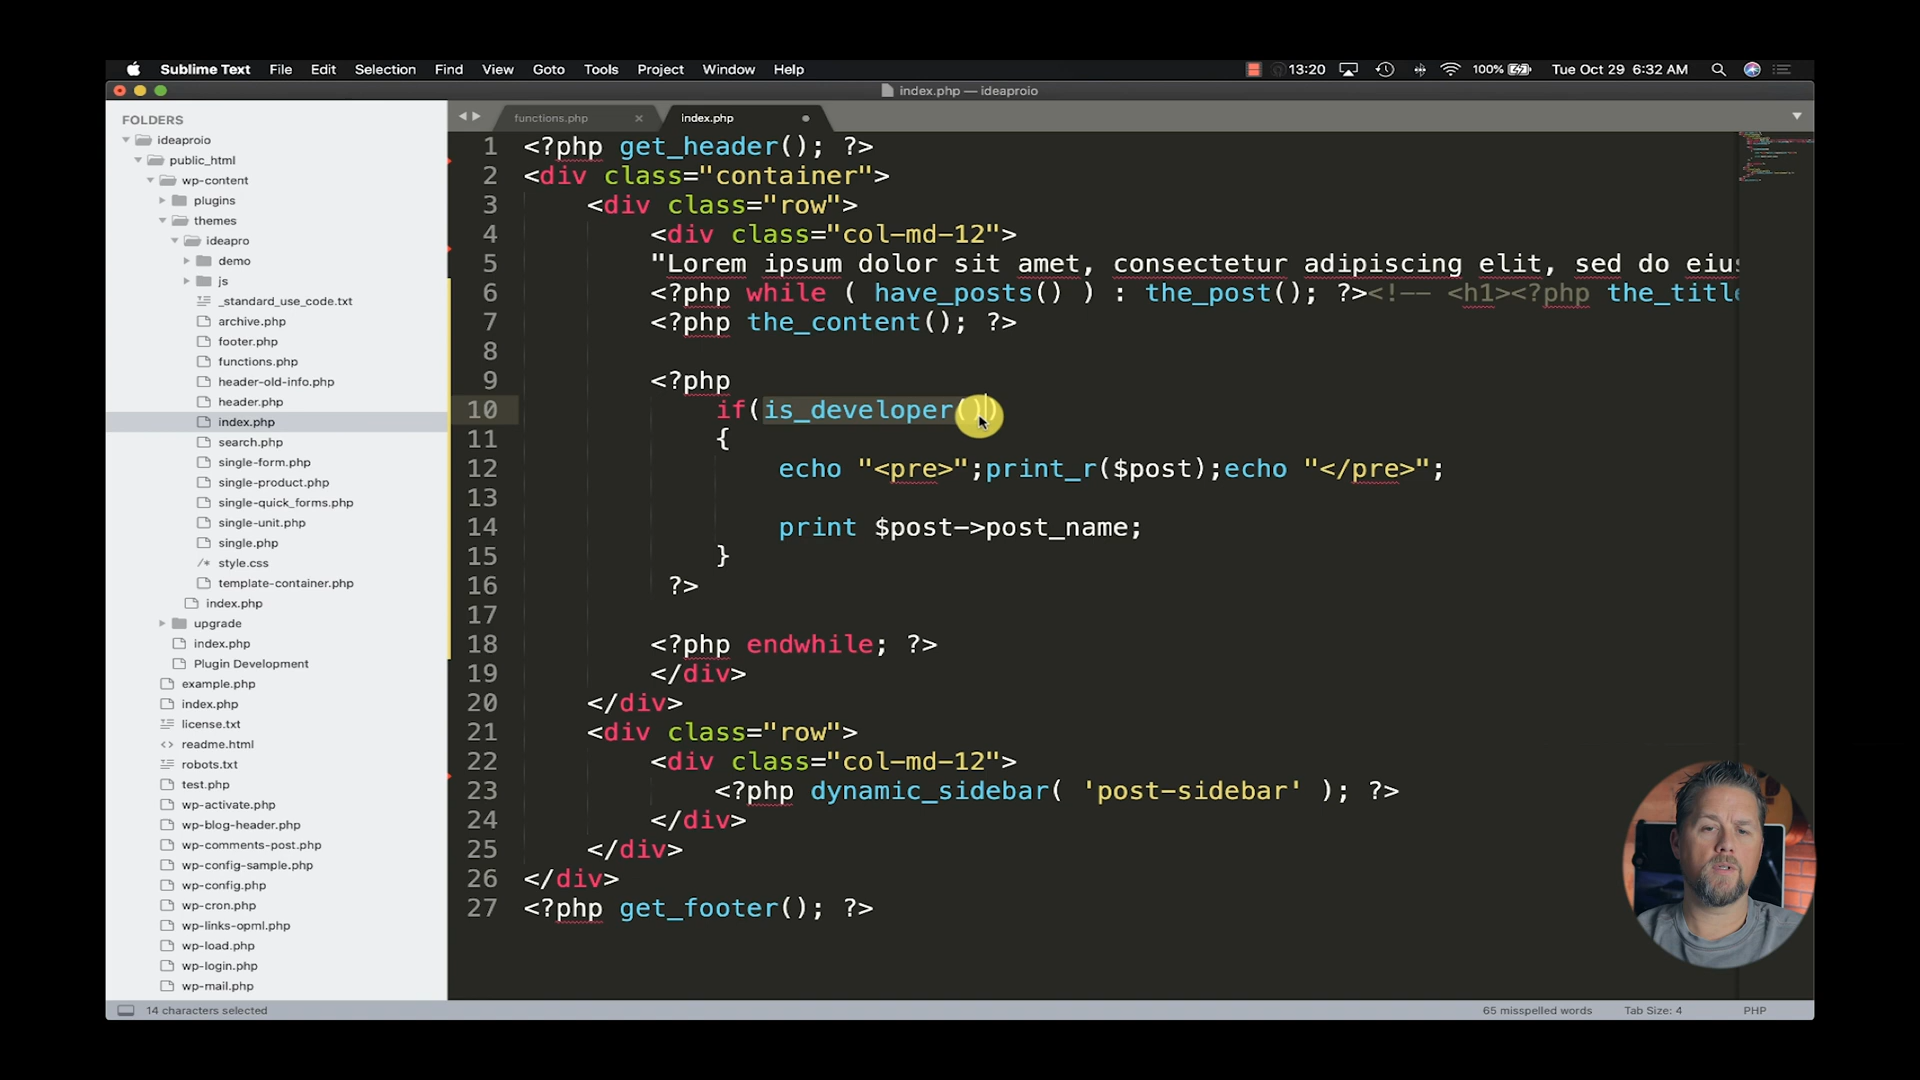 Sublime Text File Edit Selection Find View Goto Tools Project Window Help 13:20 100% Tue Oct 29 6:32 AM
index.php — ideaproio
FOLDERS
ideaproio
public_html
wp-content
plugins
themes
ideapro
demo
js
_standard_use_code.txt
archive.php
footer.php
functions.php
header-old-info.php
header.php
index.php
search.php
single-form.php
single-product.php
single-quick_forms.php
single-unit.php
single.php
/* style.css
template-container.php
index.php
upgrade
index.php
Plugin Development
example.php
index.php
license.txt
<> readme.html
robots.txt
test.php
wp-activate.php
wp-blog-header.php
wp-comments-post.php
wp-config-sample.php
wp-config.php
wp-cron.php
wp-links-opml.php
wp-load.php
wp-login.php
wp-mail.php
functions.php × index.php
1 <?php get_header(); ?>
2 <div class="container">
3 <div class="row">
4 <div class="col-md-12">
5 "Lorem ipsum dolor sit amet, consectetur adipiscing elit, sed do eius
6 <?php while ( have_posts() ) : the_post(); ?><!-- <h1><?php the_title
7 <?php the_content(); ?>
8
9 <?php
10 if(is_developer())
11 {
12 echo "<pre>";print_r($post);echo "</pre>";
13
14 print $post->post_name;
15 }
16 ?>
17
18 <?php endwhile; ?>
19 </div>
20 </div>
21 <div class="row">
22 <div class="col-md-12">
23 <?php dynamic_sidebar( 'post-sidebar' ); ?>
24 </div>
25 </div>
26 </div>
27 <?php get_footer(); ?>
14 characters selected 65 misspelled words Tab Size: 4 PHP